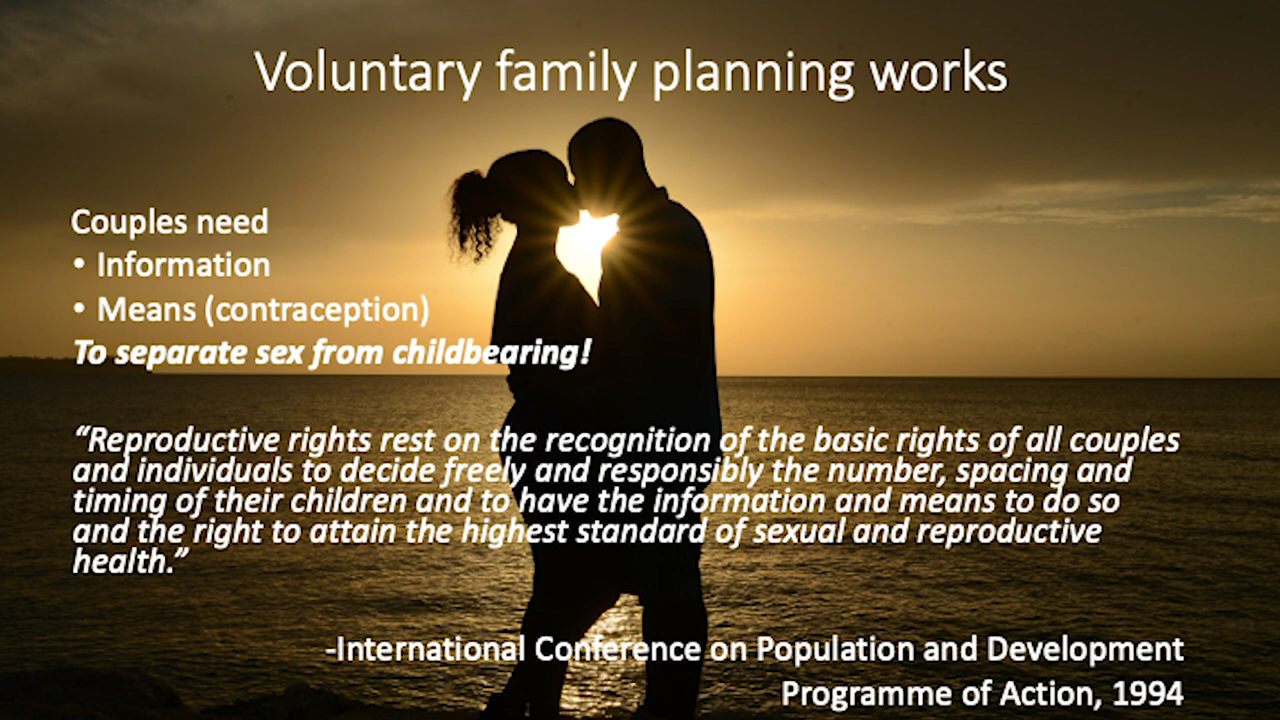 Voluntary family planning works
Couples need
• Information
• Means (contraception)
To separate sex from childbearing!
“Reproductive rights rest on the recognition of the basic rights of all couples
and individuals to decide freely and responsibly the number, spacing and
timing of their children and to have the information and means to do so
and the right to attain the highest standard of sexual and reproductive
health.”
-International Conference on Population and Development
Programme of Action, 1994